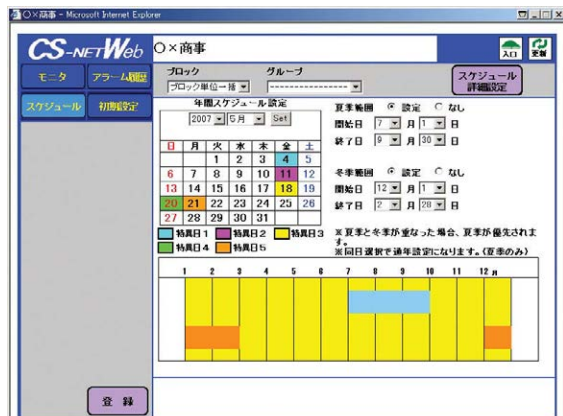 ○×商事 - Microsoft Internet Explorer
CS-NET Web
○×商事
入口
更新
モニタ
アラーム履歴
スケジュール
初期設定
ブロック
グループ
ブロック単位一括
----------------
スケジュール
詳細設定
年間スケジュール設定
2007
5月
Set
日 月 火 水 木 金 土
1 2 3 4 5
6 7 8 9 10 11 12
13 14 15 16 17 18 19
20 21 22 23 24 25 26
27 28 29 30 31
特異日1 特異日2 特異日3
特異日4 特異日5
夏季範囲 設定 なし
開始日 7 月 1 日
終了日 9 月 30 日
冬季範囲 設定 なし
開始日 12 月 1 日
終了日 2 月 28 日
※夏季と冬季が重なった場合、夏季が優先されま
す。
※同日選択で通年設定になります。(夏季のみ)
1 2 3 4 5 6 7 8 9 10 11 12 月
登録